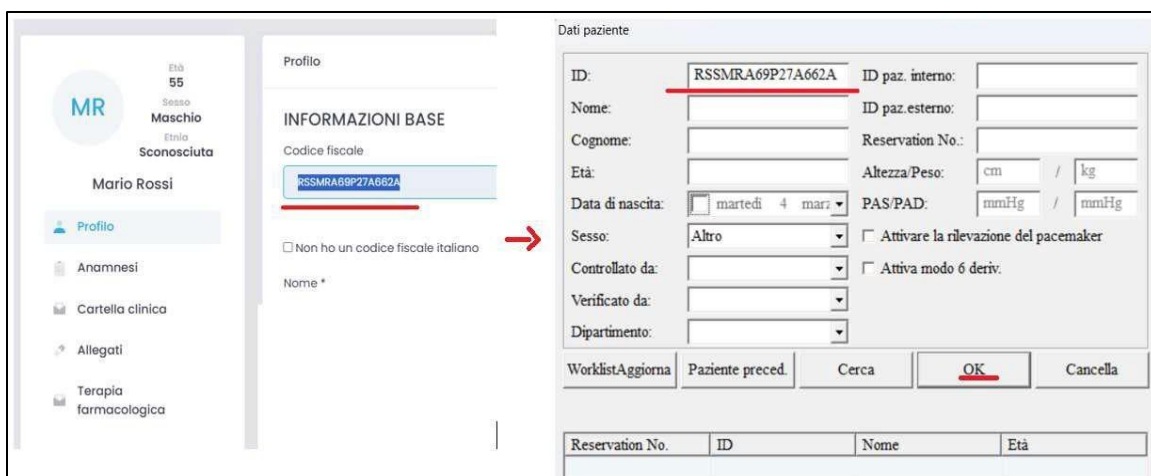 Età
55
Sesso
Maschio
Etnia
Sconosciuta
MR
Mario Rossi
Profilo
Anamnesi
Cartella clinica
Allegati
Terapia
farmacologica
Profilo
INFORMAZIONI BASE
Codice fiscale
RSSMRA69P27A662A
Non ho un codice fiscale italiano
Nome *
Dati paziente
ID: RSSMRA69P27A662A ID paz. interno:
Nome: ID paz.esterno:
Cognome: Reservation No.:
Età: Altezza/Peso: cm / kg
Data di nascita: martedì 4 marz PAS/PAD: mmHg / mmHg
Sesso: Altro Attivare la rilevazione del pacemaker
Controllato da: Attiva modo 6 deriv.
Verificato da:
Dipartimento:
WorklistAggiorna Paziente preced. Cerca OK Cancella
Reservation No. ID Nome Età